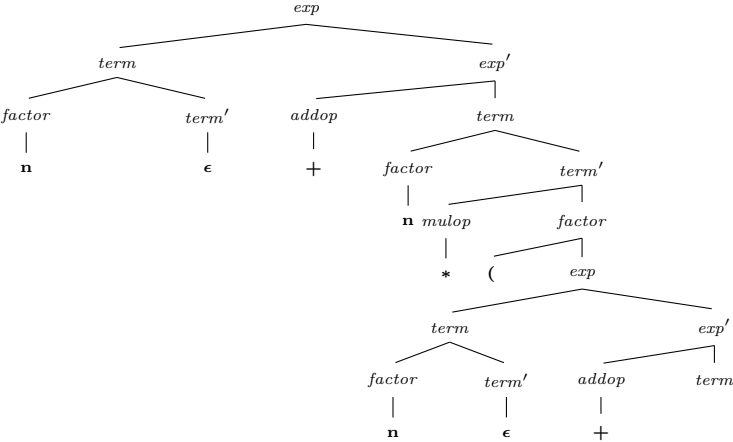 exp
term exp′
factor term′ addop term
n ϵ + factor term′
n mulop factor
* ( exp
term exp′
factor term′ addop term
n ϵ +